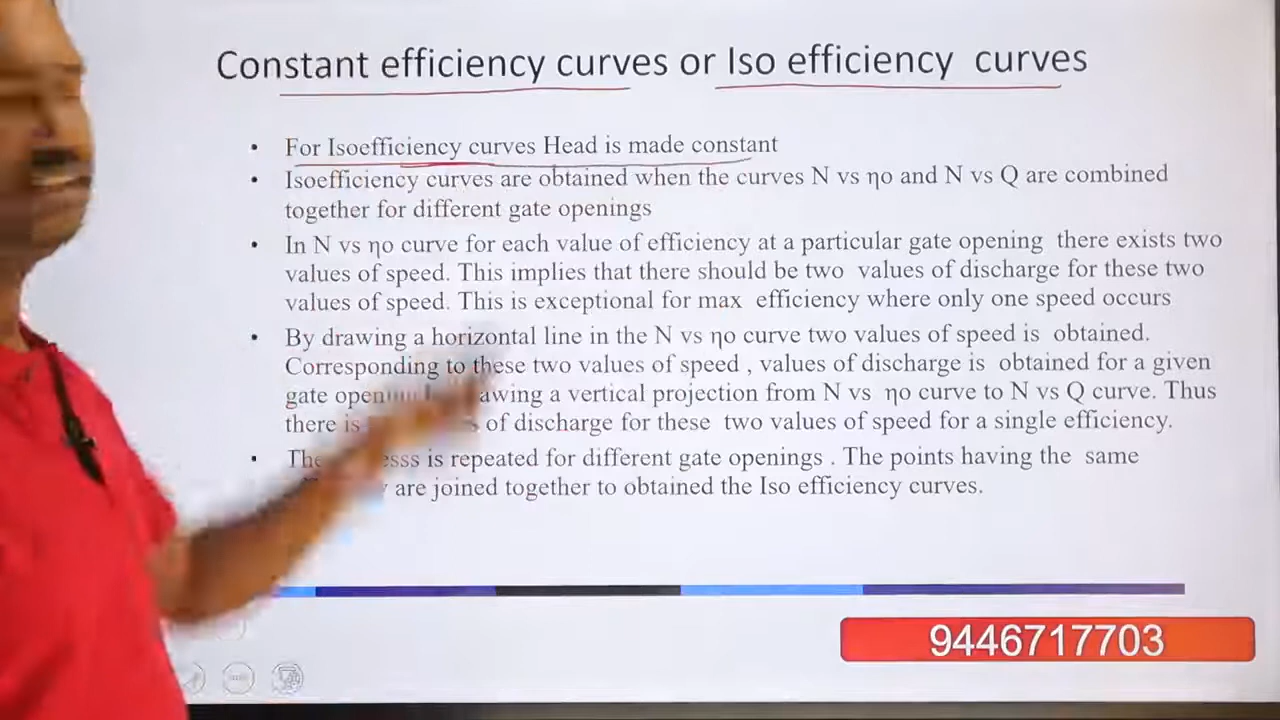 Constant efficiency curves or Iso efficiency curves
• For Isoefficiency curves Head is made constant
• Isoefficiency curves are obtained when the curves N vs ηo and N vs Q are combined
together for different gate openings
• In N vs ηo curve for each value of efficiency at a particular gate opening there exists two
values of speed. This implies that there should be two values of discharge for these two
values of speed. This is exceptional for max efficiency where only one speed occurs
• By drawing a horizontal line in the N vs ηo curve two values of speed is obtained.
Corresponding to these two values of speed , values of discharge is obtained for a given
gate a vertical projection from N vs ηo curve to N vs Q curve. Thus
there is of discharge for these two values of speed for a single efficiency.
• is repeated for different gate openings . The points having the same
are joined together to obtained the Iso efficiency curves.
9446717703